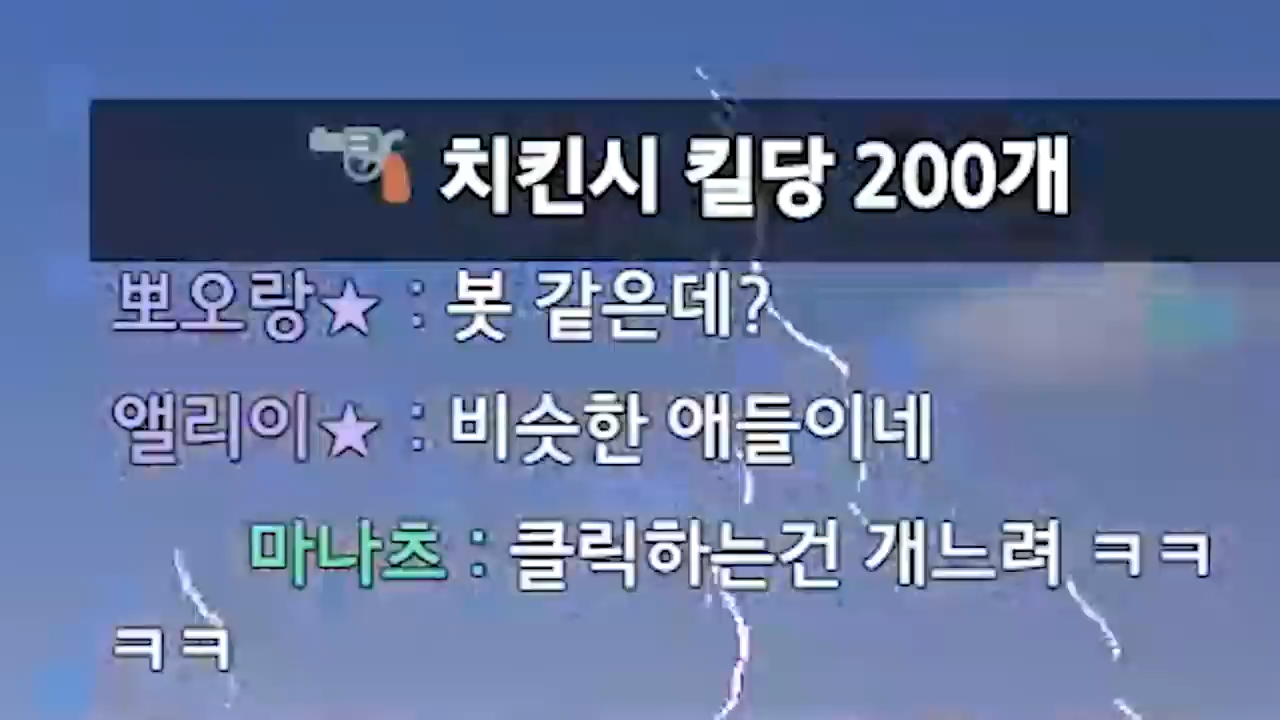 치킨시 킬당 200개
뽀오랑★ : 봇 같은데?
앨리이★ : 비슷한 애들이네
마나츠 : 클릭하는건 개느려 ㅋㅋ
ㅋㅋ